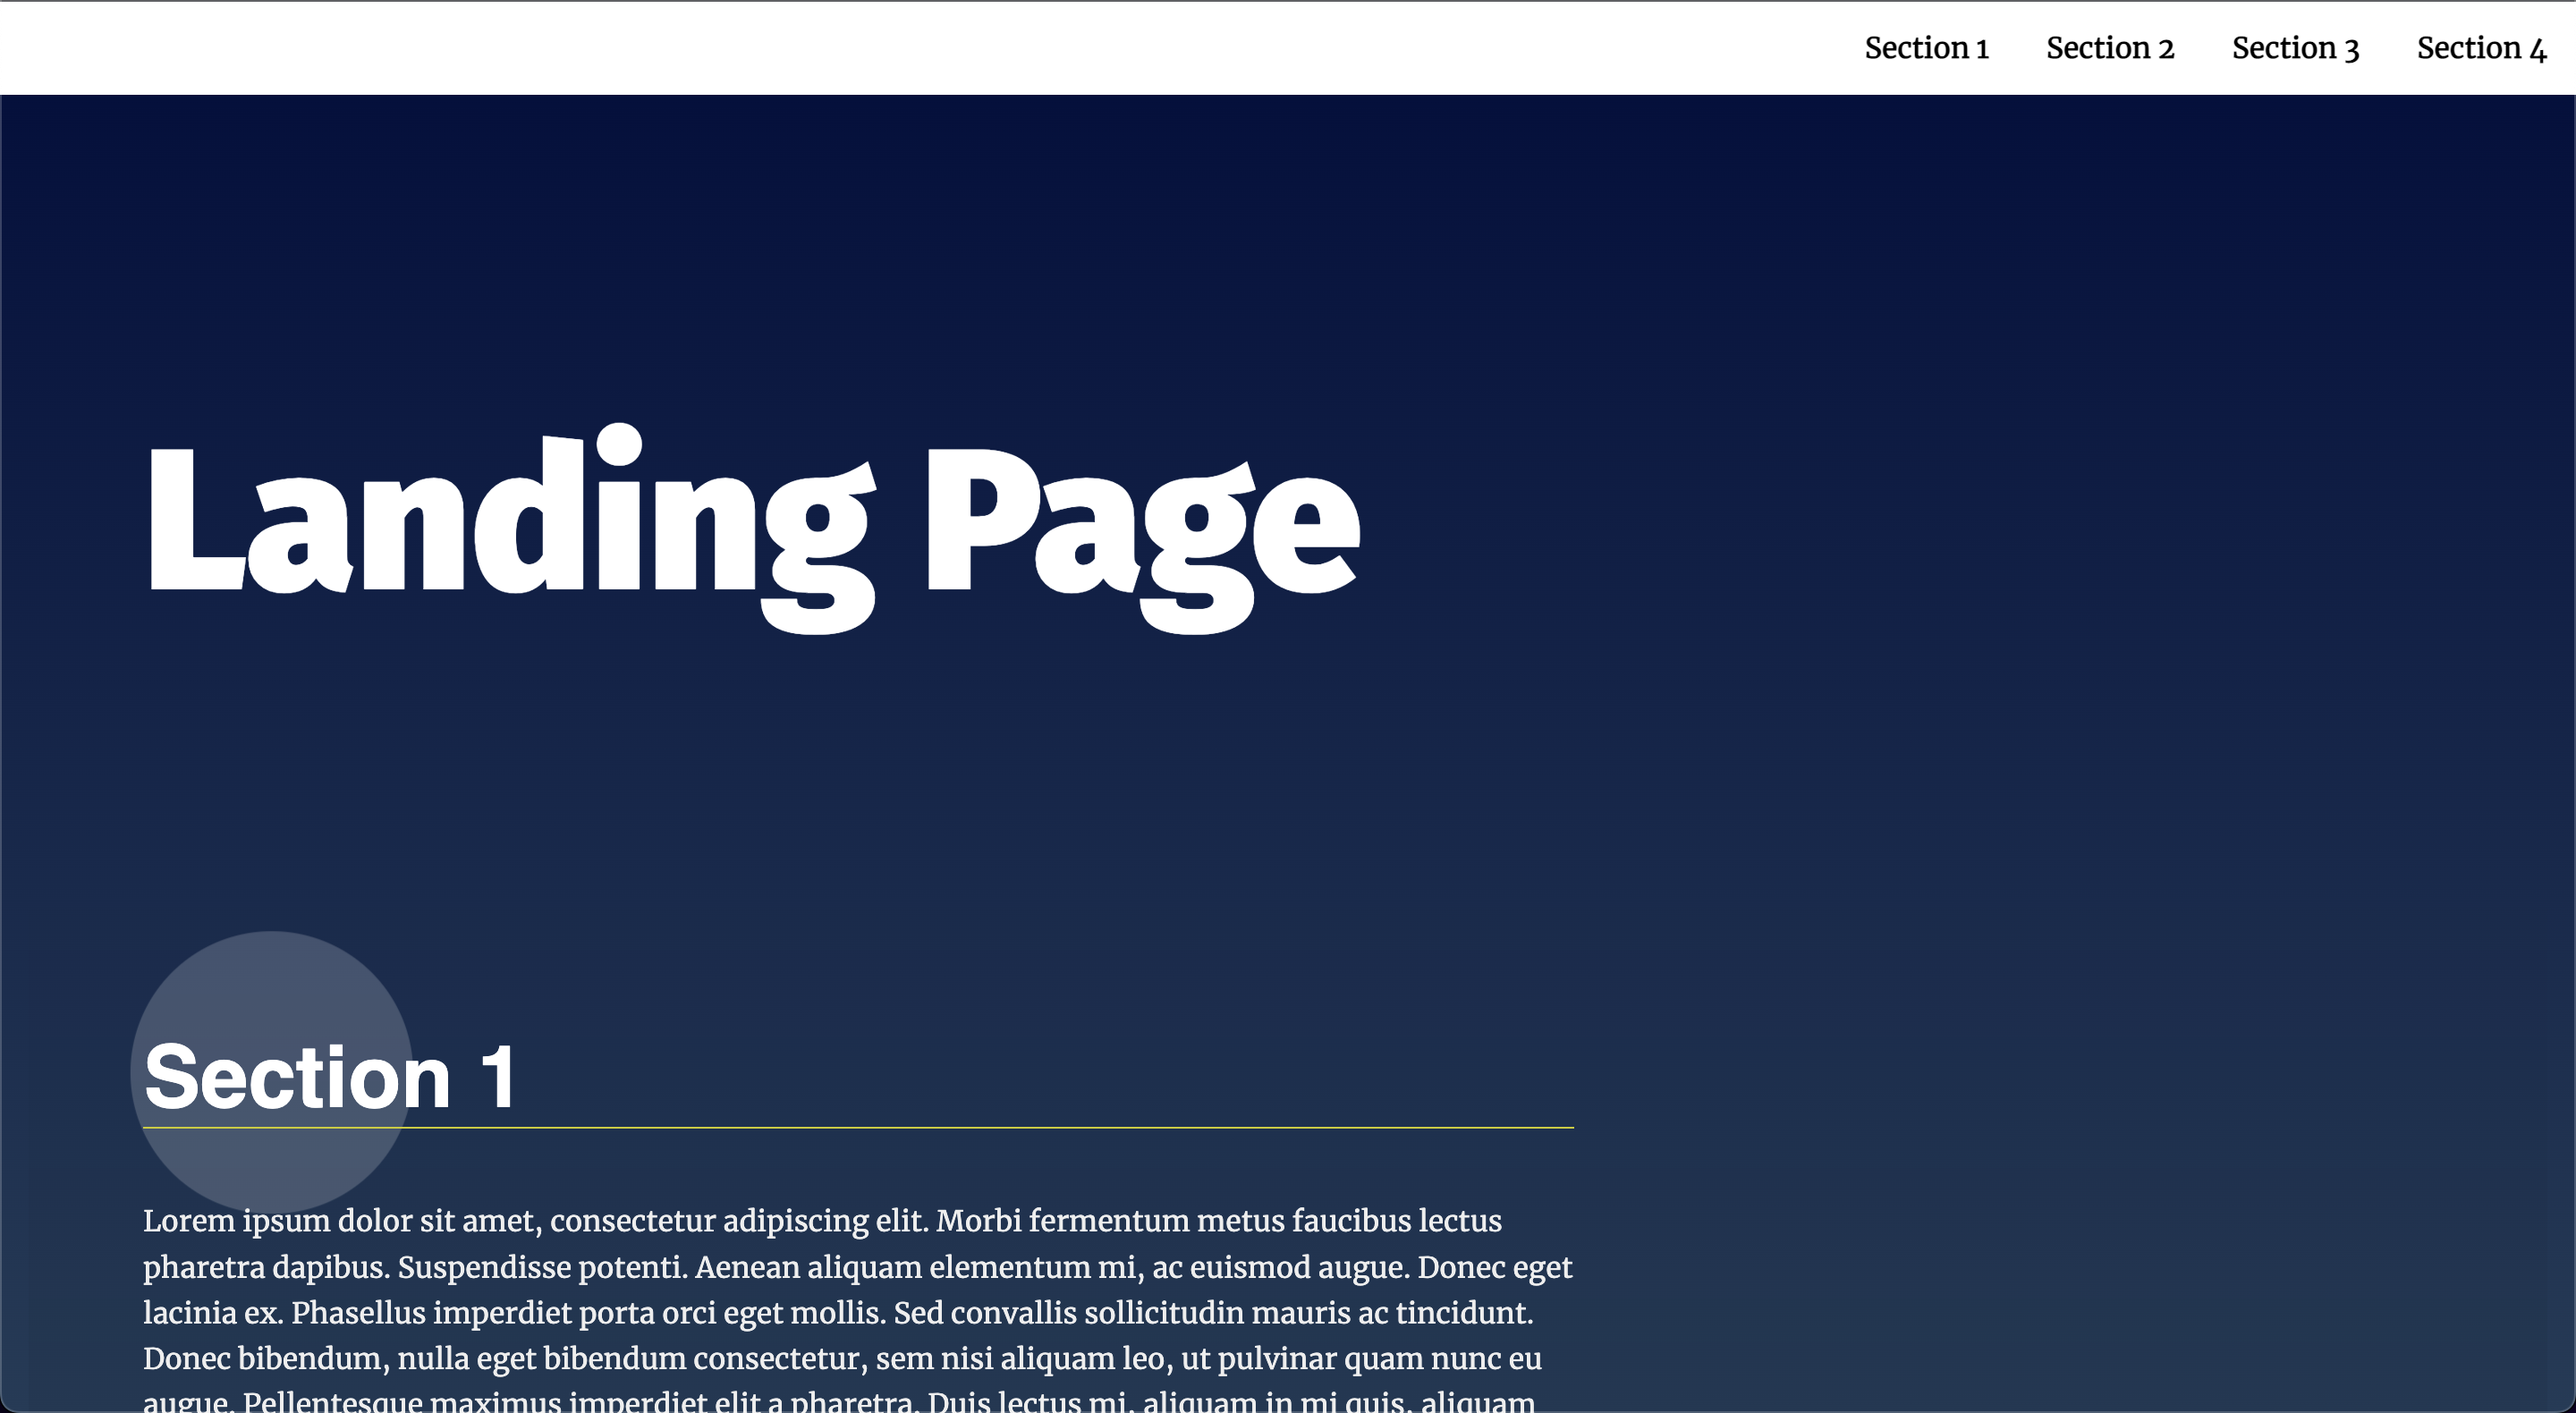 Section 1 Section 2 Section 3 Section 4
Landing Page
Section 1
Lorem ipsum dolor sit amet, consectetur adipiscing elit. Morbi fermentum metus faucibus lectus
pharetra dapibus. Suspendisse potenti. Aenean aliquam elementum mi, ac euismod augue. Donec eget
lacinia ex. Phasellus imperdiet porta orci eget mollis. Sed convallis sollicitudin mauris ac tincidunt.
Donec bibendum, nulla eget bibendum consectetur, sem nisi aliquam leo, ut pulvinar quam nunc eu
augue. Pellentesque maximus imperdiet elit a pharetra. Duis lectus mi, aliquam in mi quis, aliquam